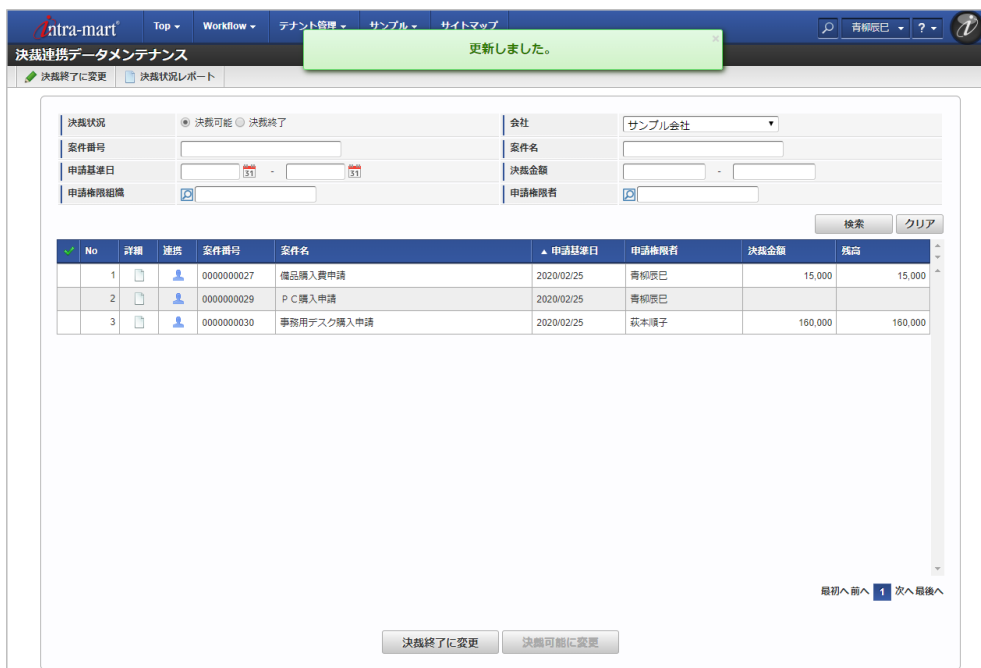 intra-mart® Top Workflow テナント管理 サンプル サイトマップ 青柳辰巳 ?
更新しました。 ×
決裁連携データメンテナンス
決裁終了に変更 決裁状況レポート
決裁状況 決裁可能 決裁終了 会社 サンプル会社
案件番号 案件名
申請基準日 31 - 31 決裁金額 -
申請権限組織 申請権限者
検索 クリア
No 詳細 連携 案件番号 案件名 ▲ 申請基準日 申請権限者 決裁金額 残高
1 0000000027 備品購入費申請 2020/02/25 青柳辰巳 15,000 15,000
2 0000000029 PC購入申請 2020/02/25 青柳辰巳
3 0000000030 事務用デスク購入申請 2020/02/25 萩本順子 160,000 160,000
最初へ 前へ 1 次へ 最後へ
決裁終了に変更 決裁可能に変更